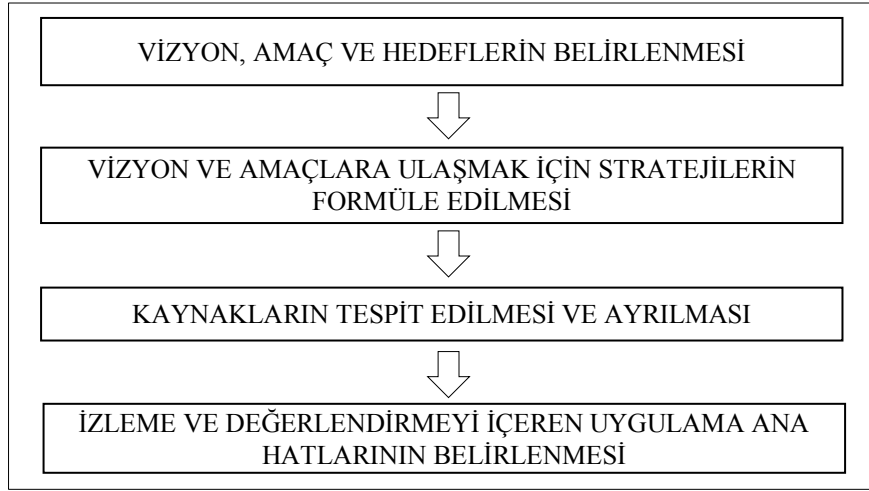 VİZYON, AMAÇ VE HEDEFLERİN BELİRLENMESİ
VİZYON VE AMAÇLARA ULAŞMAK İÇİN STRATEJİLERİN
FORMÜLE EDİLMESİ
KAYNAKLARIN TESPİT EDİLMESİ VE AYRILMASI
İZLEME VE DEĞERLENDİRMEYİ İÇEREN UYGULAMA ANA
HATLARININ BELİRLENMESİ